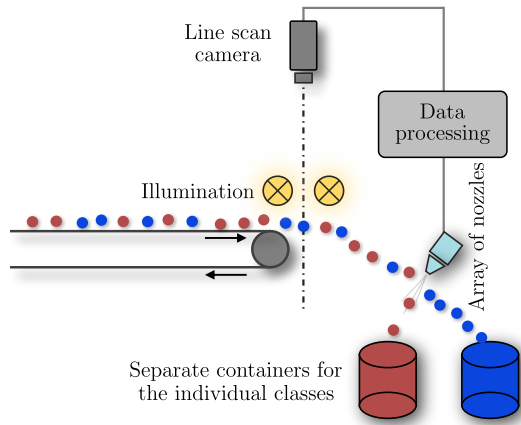 Line scan
camera
Data
processing
Illumination
Array of nozzles
Separate containers for
the individual classes